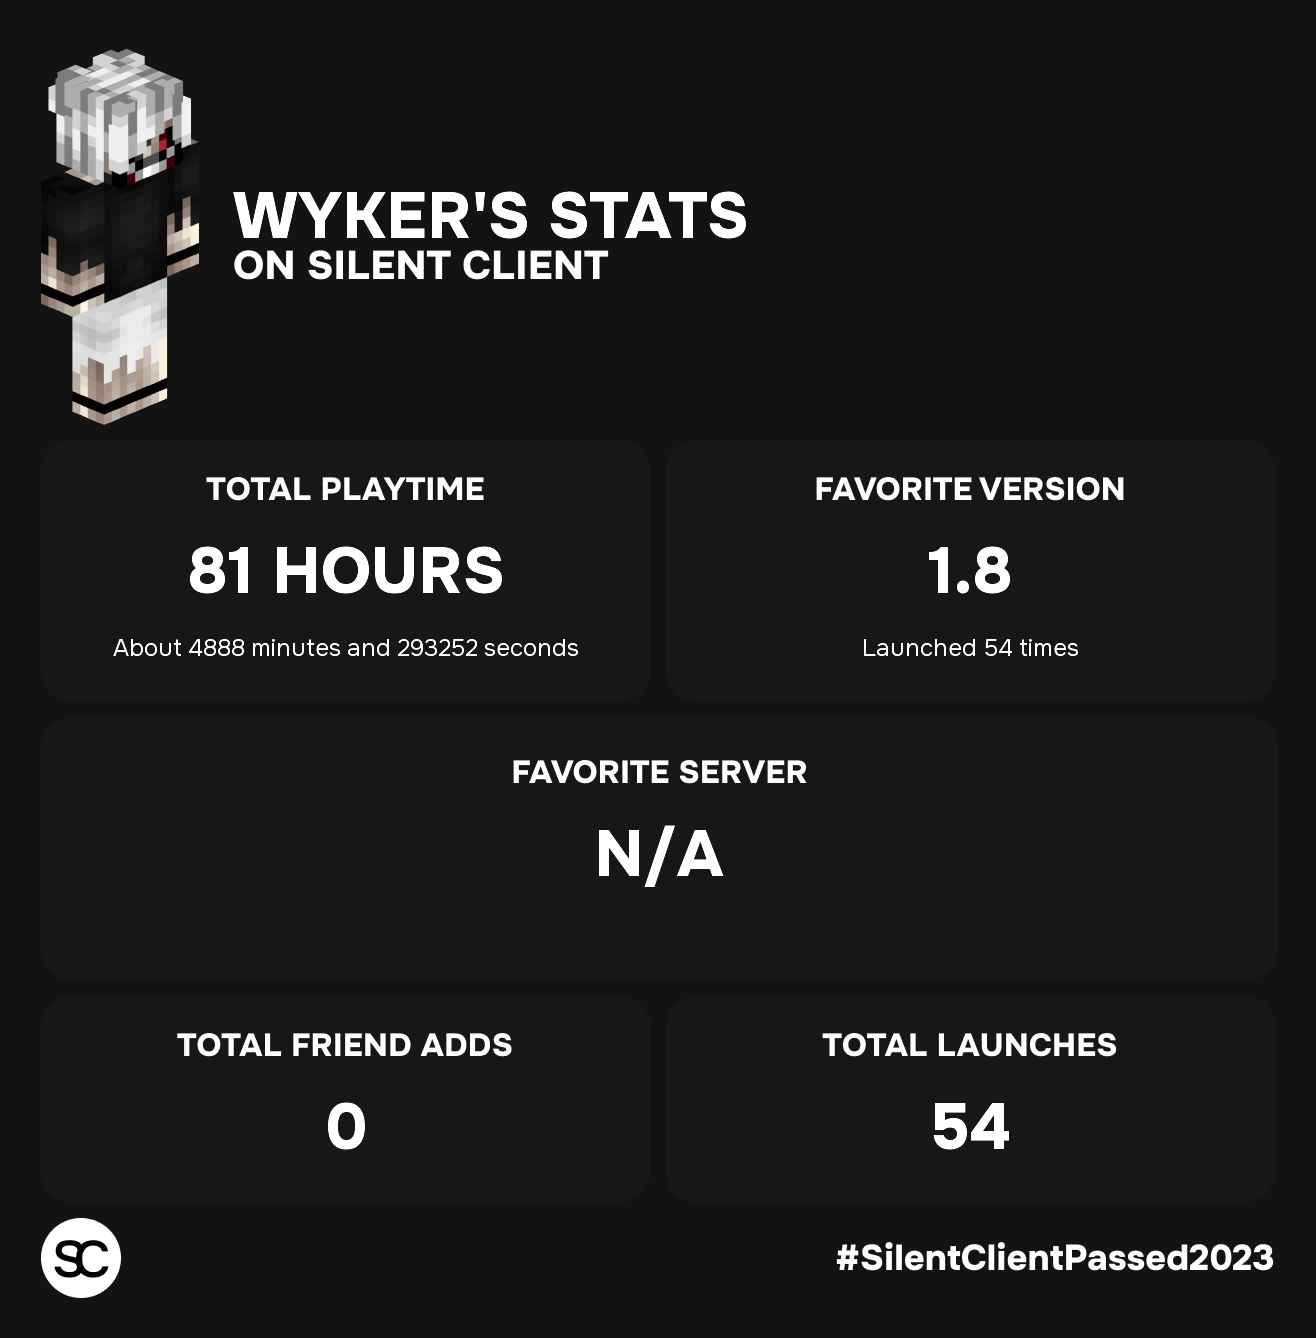 WYKER'S STATS
ON SILENT CLIENT
TOTAL PLAYTIME
81 HOURS
About 4888 minutes and 293252 seconds
FAVORITE VERSION
1.8
Launched 54 times
FAVORITE SERVER
N/A
TOTAL FRIEND ADDS
0
TOTAL LAUNCHES
54
SC
#SilentClientPassed2023